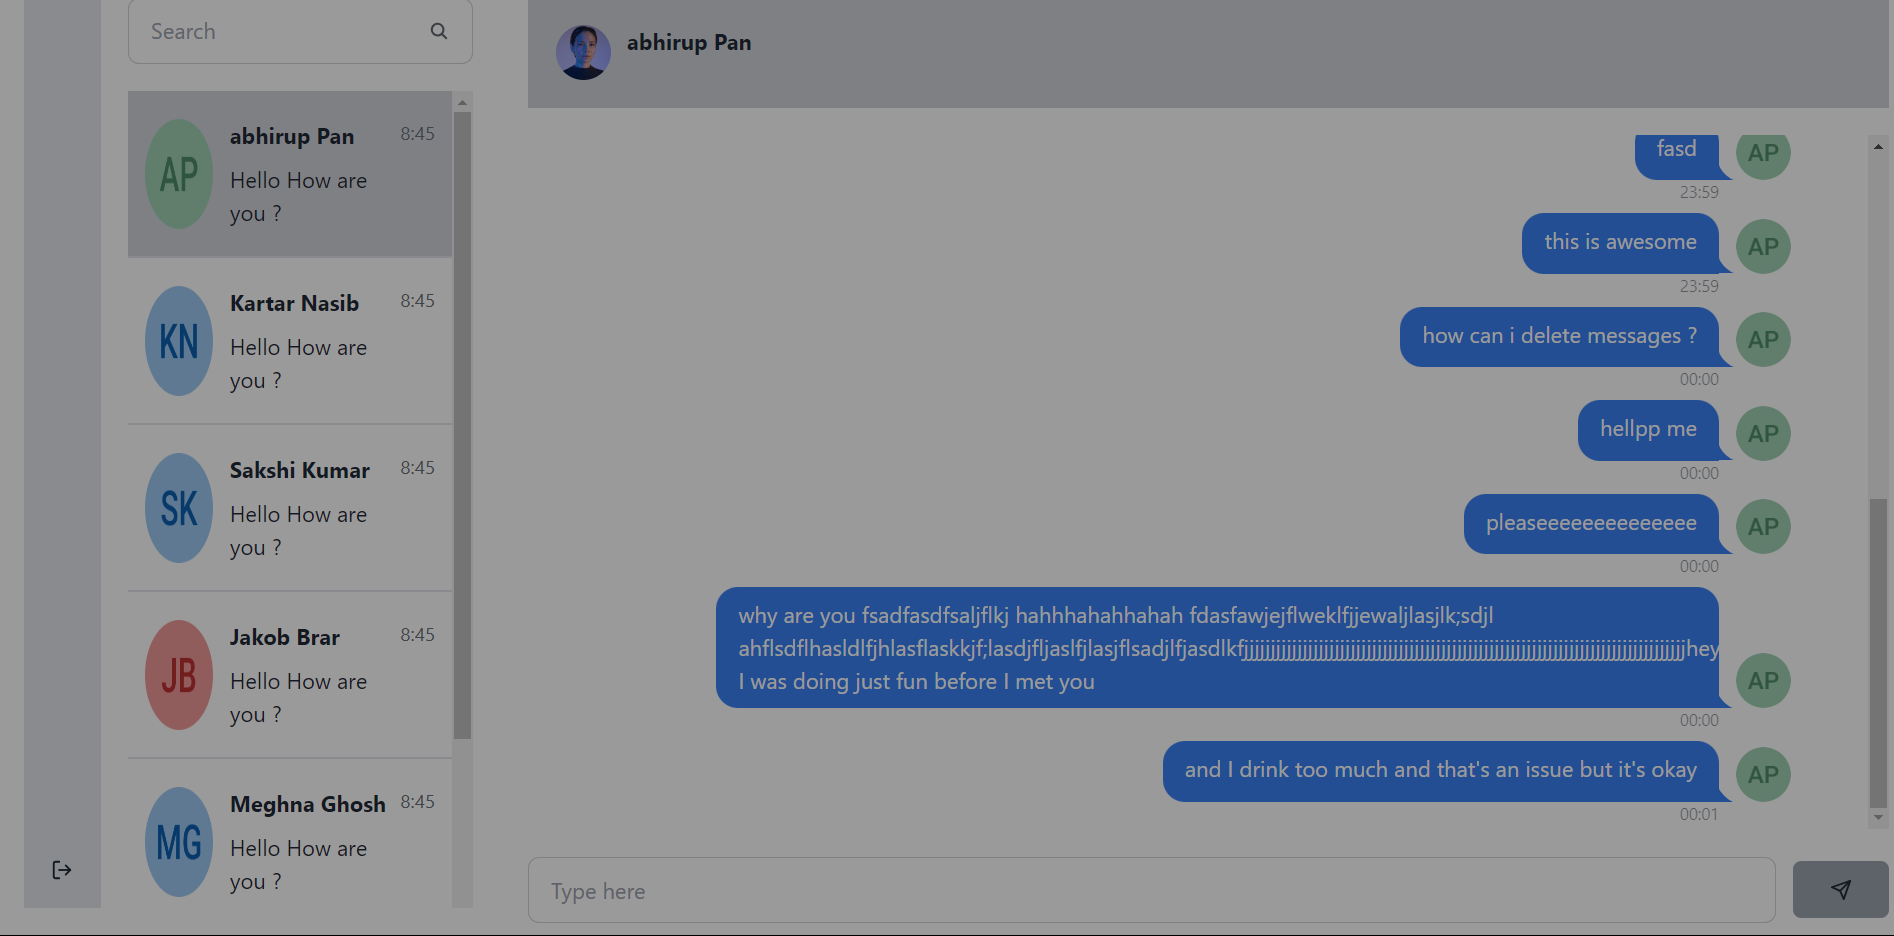 Search
AP
abhirup Pan
8:45
Hello How are
you ?
KN
Kartar Nasib
8:45
Hello How are
you ?
SK
Sakshi Kumar
8:45
Hello How are
you ?
JB
Jakob Brar
8:45
Hello How are
you ?
MG
Meghna Ghosh
8:45
Hello How are
you ?
abhirup Pan
fasd
AP
23:59
this is awesome
AP
23:59
how can i delete messages ?
AP
00:00
hellpp me
AP
00:00
pleaseeeeeeeeeeeeeee
AP
00:00
why are you fsadfasdfsaljflkj hahhhahahhahah fdasfawjejflweklfjjewaljlasjlk;sdjl
I was doing just fun before I met you
AP
00:00
and I drink too much and that's an issue but it's okay
AP
00:01
Type here